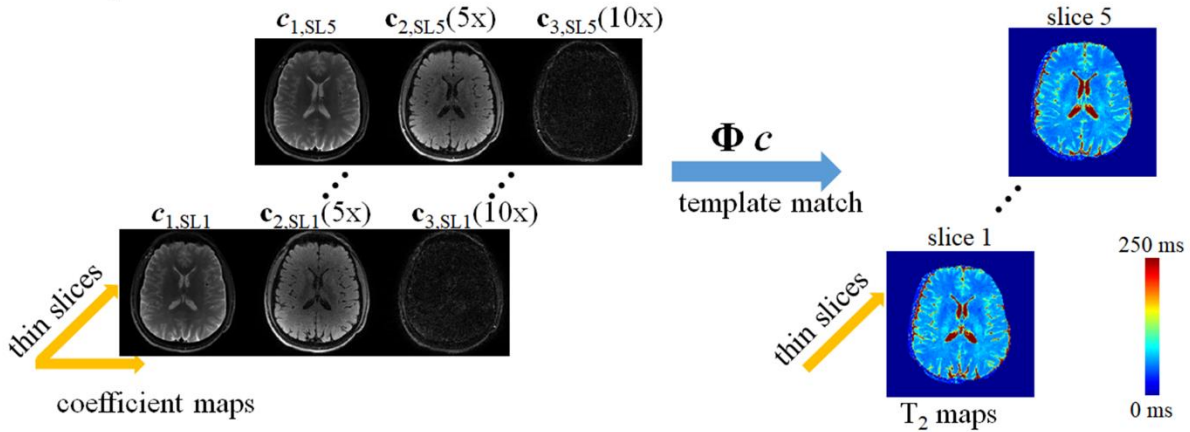 c1,SL5 c2,SL5(5x) c3,SL5(10x)
slice 5
Φ c
template match
c1,SL1 c2,SL1(5x) c3,SL1(10x)
slice 1
250 ms
thin slices
thin slices
0 ms
coefficient maps
T2 maps